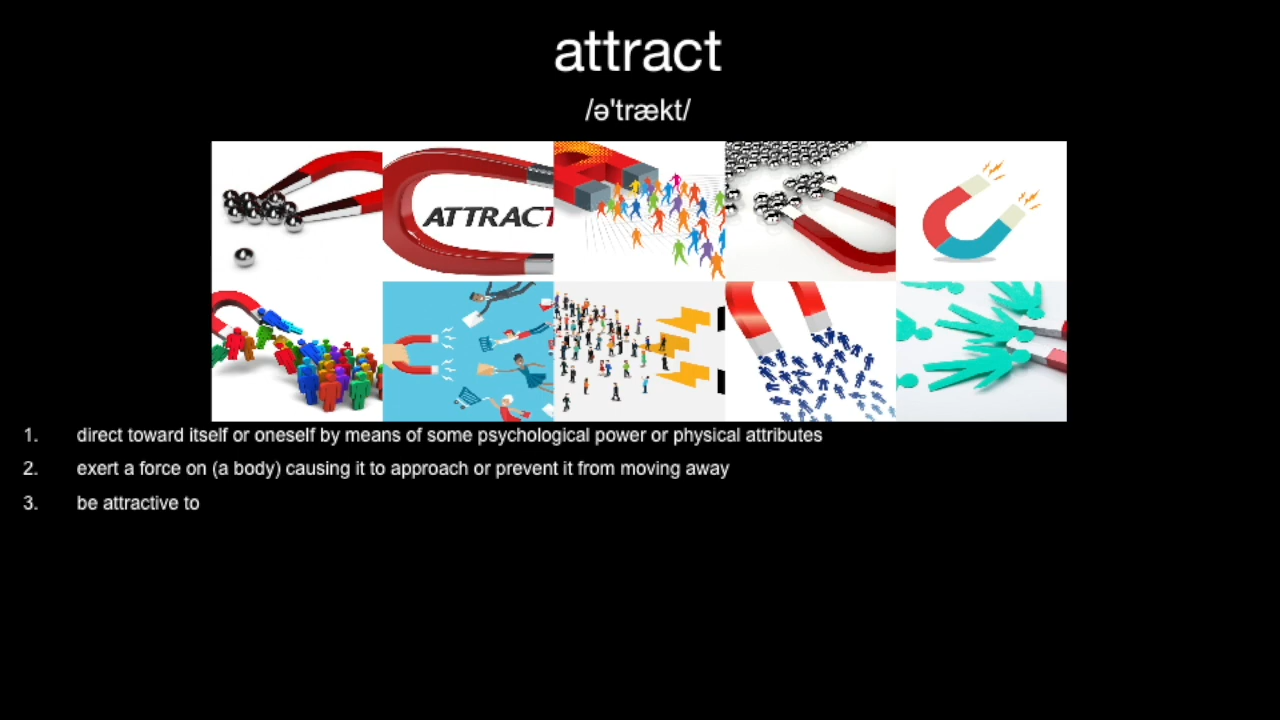 attract
/ə'trækt/
ATTRACT
1. direct toward itself or oneself by means of some psychological power or physical attributes
2. exert a force on (a body) causing it to approach or prevent it from moving away
3. be attractive to